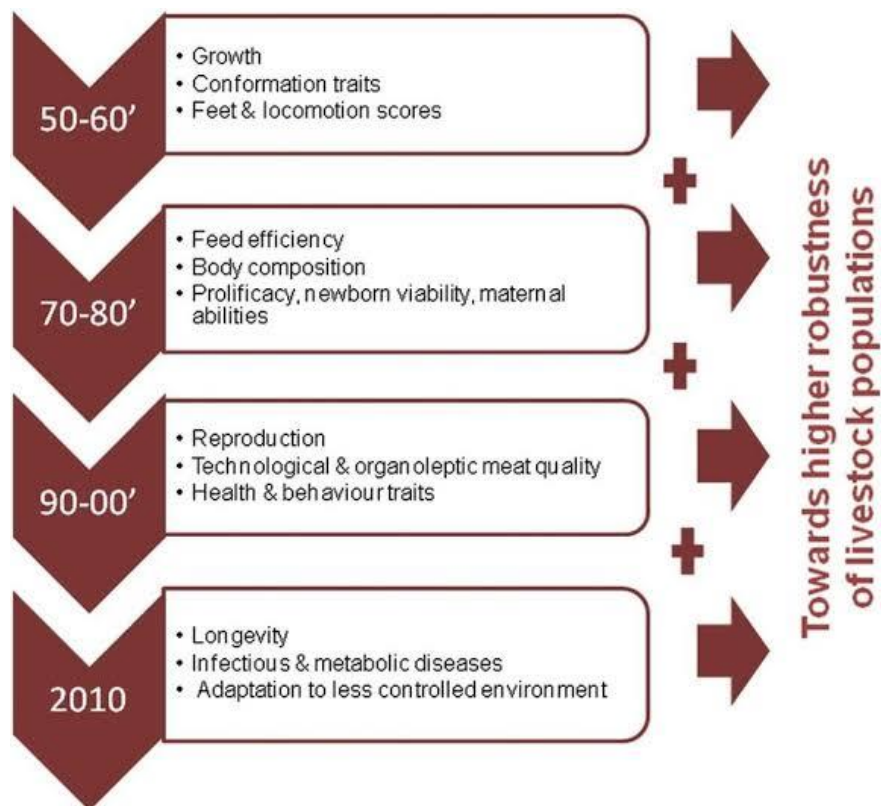 50-60’
• Growth
• Conformation traits
• Feet & locomotion scores
70-80’
• Feed efficiency
• Body composition
• Prolificacy, newborn viability, maternal
abilities
90-00’
• Reproduction
• Technological & organoleptic meat quality
• Health & behaviour traits
2010
• Longevity
• Infectious & metabolic diseases
• Adaptation to less controlled environment
Towards higher robustness
of livestock populations